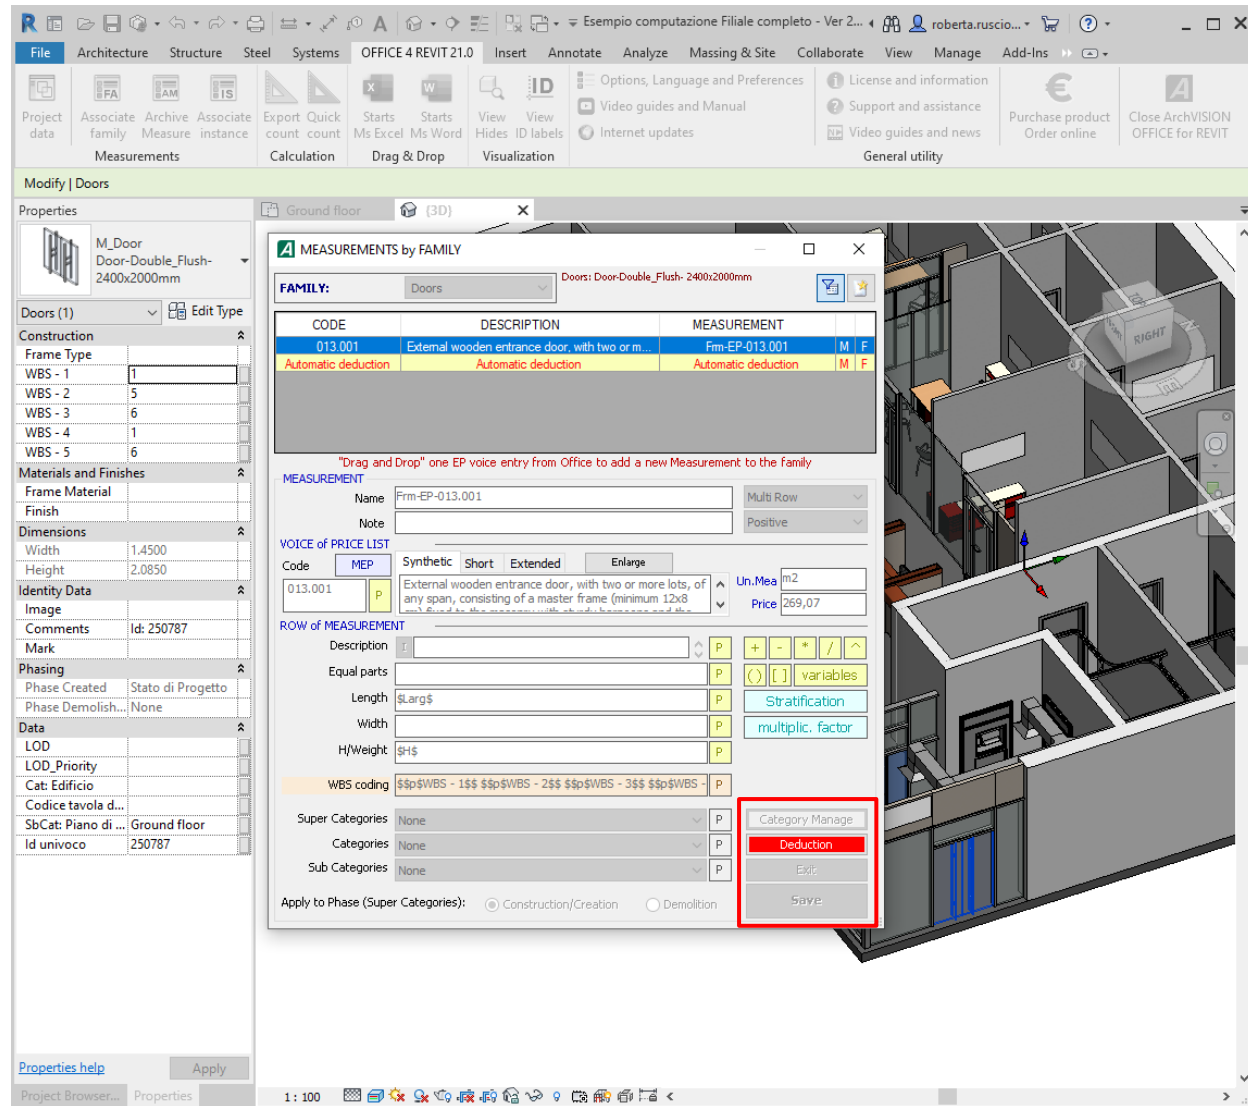 Esempio computazione Filiale completo - Ver 2...
roberta.ruscio...
File Architecture Structure Steel Systems OFFICE 4 REVIT 21.0 Insert Annotate Analyze Massing & Site Collaborate View Manage Add-Ins
Project data
Associate family
Archive Measure
Associate instance
Measurements
Export count
Quick count
Calculation
Starts Ms Excel
Starts Ms Word
Drag & Drop
View Hides
View ID labels
Visualization
Options, Language and Preferences
Video guides and Manual
Internet updates
License and information
Support and assistance
Video guides and news
General utility
Purchase product Order online
Close ArchVISION OFFICE for REVIT
Modify | Doors
Properties
M_Door
Door-Double_Flush-
2400x2000mm
Doors (1) Edit Type
Construction
Frame Type
WBS - 1 1
WBS - 2 5
WBS - 3 6
WBS - 4 1
WBS - 5 6
Materials and Finishes
Frame Material
Finish
Dimensions
Width 1.4500
Height 2.0850
Identity Data
Image
Comments Id: 250787
Mark
Phasing
Phase Created Stato di Progetto
Phase Demolish... None
Data
LOD
LOD_Priority
Cat: Edificio
Codice tavola d...
SbCat: Piano di ... Ground floor
Id univoco 250787
Properties help Apply
Project Browser... Properties
Ground floor {3D}
MEASUREMENTS by FAMILY
FAMILY: Doors Doors: Door-Double_Flush- 2400x2000mm
CODE DESCRIPTION MEASUREMENT
013.001 External wooden entrance door, with two or m... Frm-EP-013.001 M F
Automatic deduction Automatic deduction Automatic deduction M F
"Drag and Drop" one EP voice entry from Office to add a new Measurement to the family
MEASUREMENT
Name Frm-EP-013.001 Multi Row
Note Positive
VOICE of PRICE LIST
Code MEP Synthetic Short Extended Enlarge
013.001 P
External wooden entrance door, with two or more lots, of
any span, consisting of a master frame (minimum 12x8
Un.Mea m2
Price 269,07
ROW of MEASUREMENT
Description I P + - * / ^
Equal parts P () [] variables
Length $Larg$ P Stratification
Width P multiplic. factor
H/Weight $H$ P
WBS coding $$p$WBS - 1$$ $$p$WBS - 2$$ $$p$WBS - 3$$ $$p$WBS - P
Super Categories None P Category Manage
Categories None P Deduction
Sub Categories None P Exit
Apply to Phase (Super Categories): Construction/Creation Demolition Save
RIGHT
1 : 100